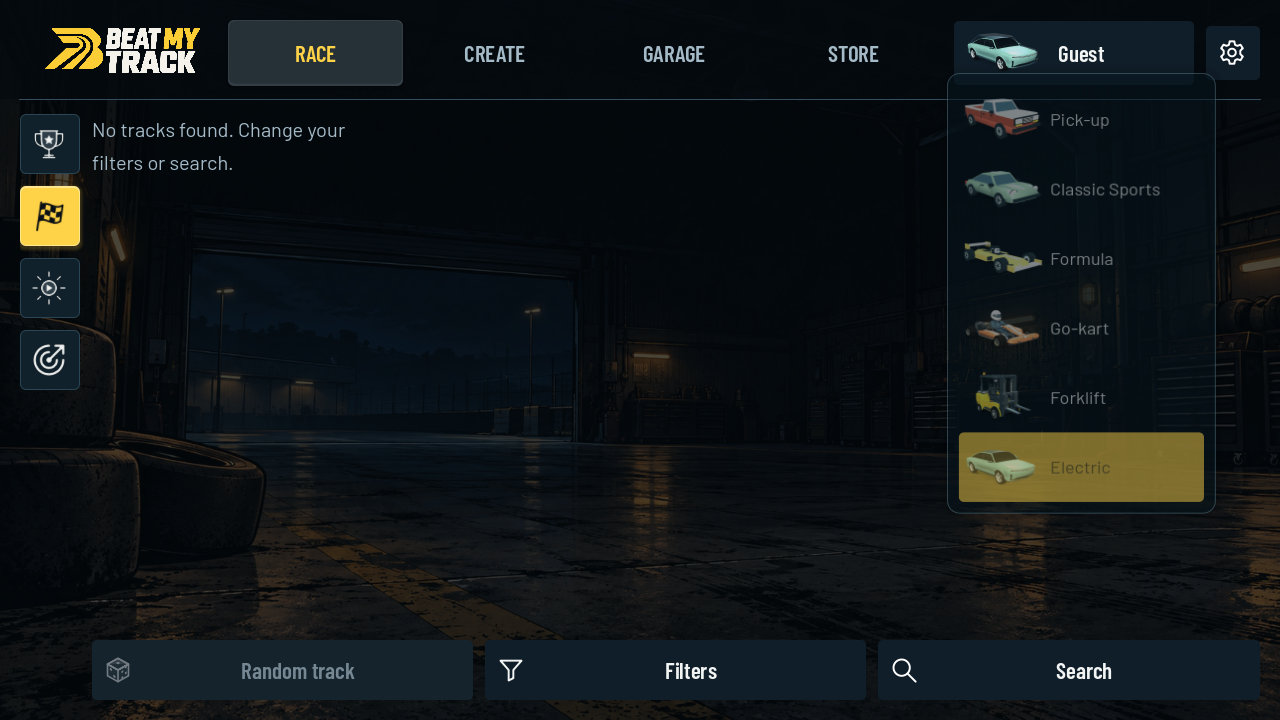 BEAT MY
TRACK
RACE
CREATE
GARAGE
STORE
Guest
No tracks found. Change your
filters or search.
Pick-up
Classic Sports
Formula
Go-kart
Forklift
Electric
Random track
Filters
Search